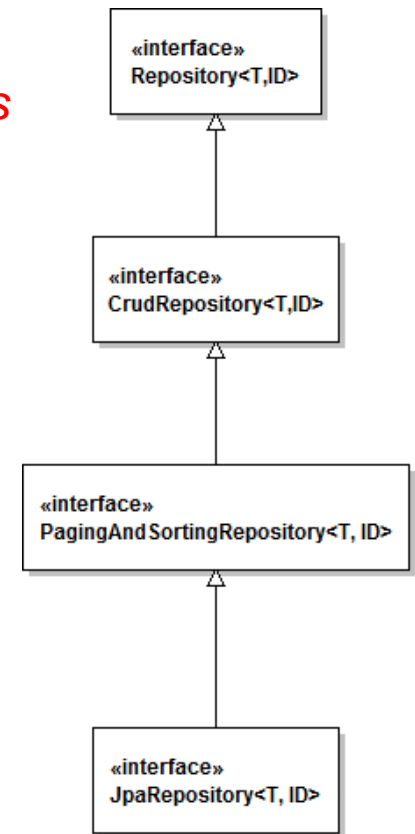 «interface»
Repository<T,ID>
s
«interface»
CrudRepository<T,ID>
«interface»
PagingAndSortingRepository<T, ID>
«interface»
JpaRepository<T, ID>